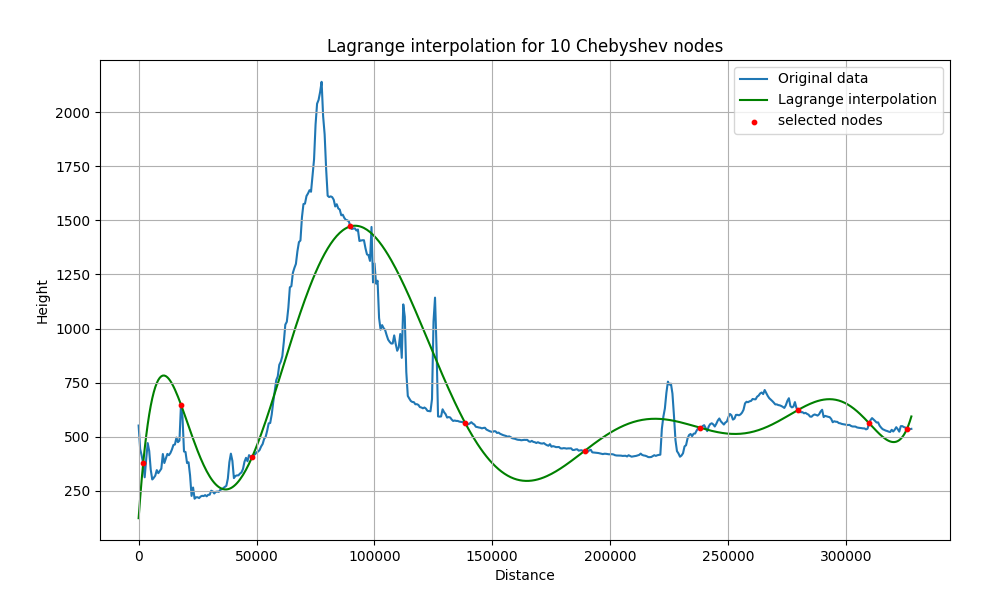 Lagrange interpolation for 10 Chebyshev nodes
Original data
Lagrange interpolation
selected nodes
2000
1750
1500
1250
1000
750
500
250
Height
0
50000
100000
150000
200000
250000
300000
Distance